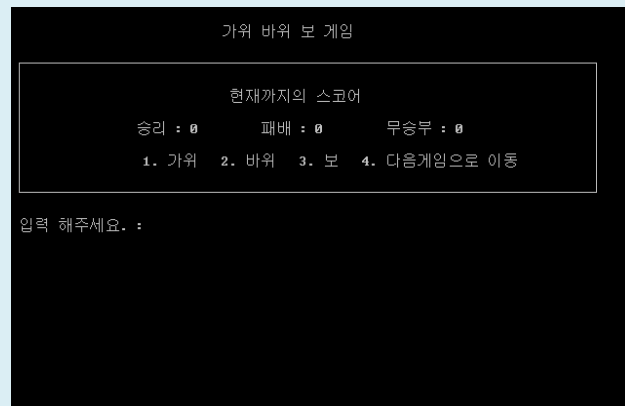 가위 바위 보 게임
현재까지의 스코어
승리 : 0 패배 : 0 무승부 : 0
1. 가위 2. 바위 3. 보 4. 다음게임으로 이동
입력 해주세요. :